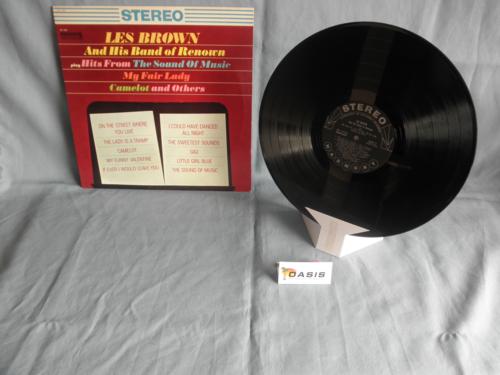 STEREO
LES BROWN
And His Band of Renown
play Hits From The Sound Of Music
My Fair Lady
Camelot and Others
ON THE STREET WHERE
YOU LIVE
THE LADY IS A TRAMP
CAMELOT
MY FUNNY VALENTINE
IF EVER I WOULD LEAVE YOU
I COULD HAVE DANCED
ALL NIGHT
THE SWEETEST SOUNDS
GIGI
LITTLE GIRL BLUE
THE SOUND OF MUSIC
STEREO
OASIS